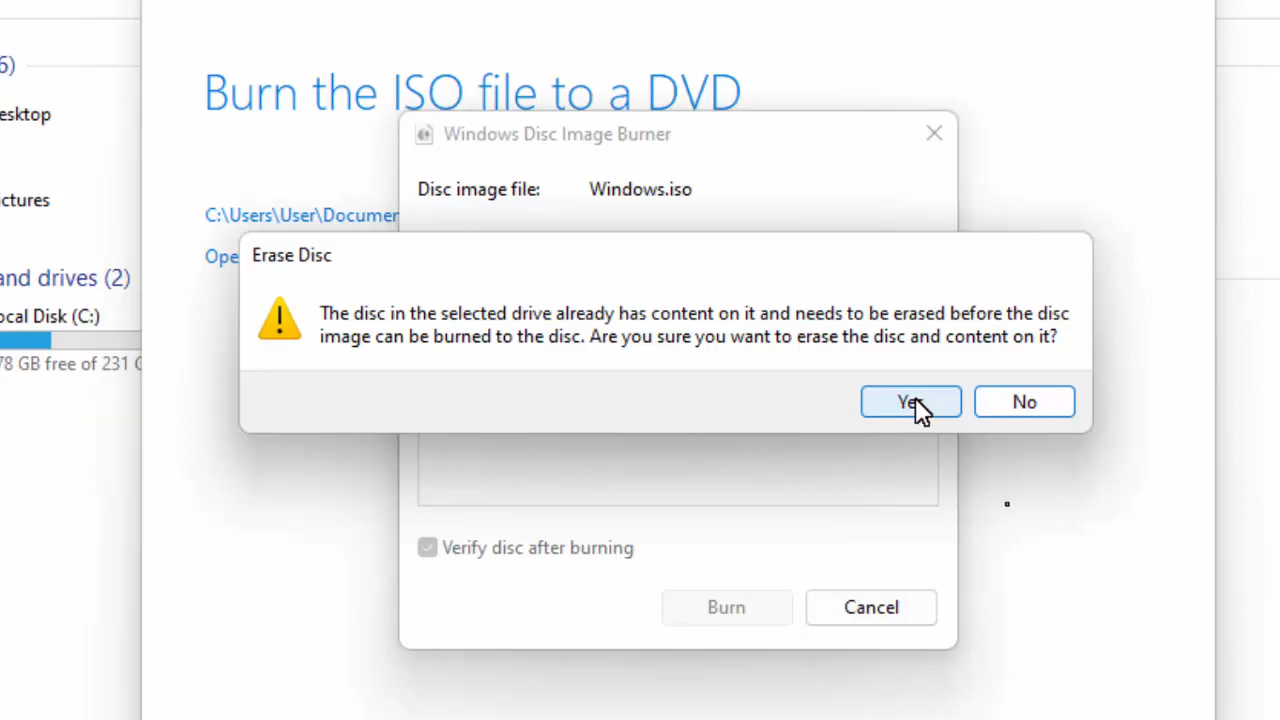 6)
esktop
ictures
and drives (2)
ocal Disk (C:)
78 GB free of 231 G
Burn the ISO file to a DVD
C:\Users\User\Documen
Ope
Windows Disc Image Burner
Disc image file: Windows.iso
Erase Disc
The disc in the selected drive already has content on it and needs to be erased before the disc
image can be burned to the disc. Are you sure you want to erase the disc and content on it?
Yes No
Verify disc after burning
Burn Cancel